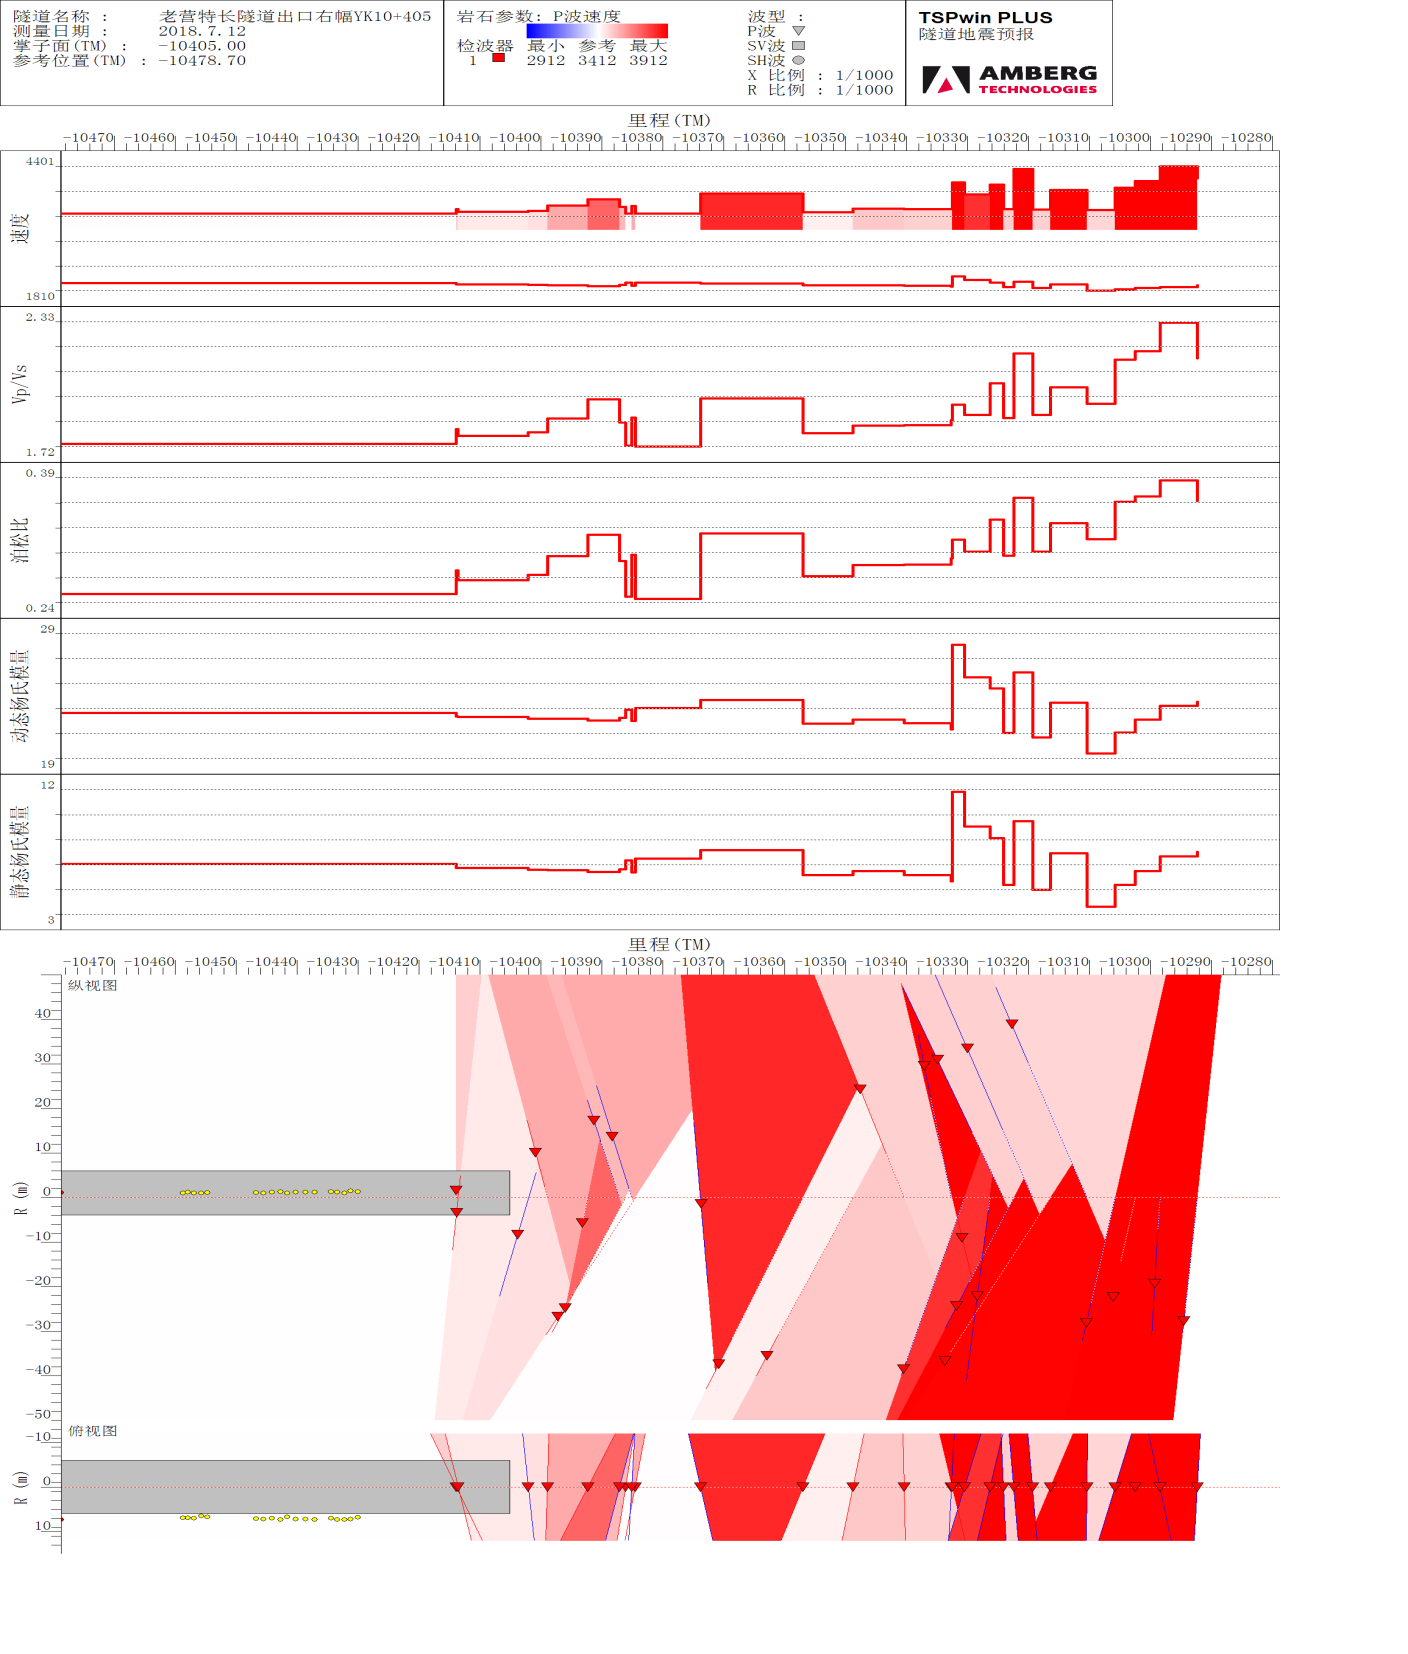 隧道名称 : 老营特长隧道出口右幅YK10+405
测量日期 : 2018.7.12
掌子面(TM) : -10405.00
参考位置(TM) : -10478.70
岩石参数: P波速度
检波器 最小 参考 最大
1 2912 3412 3912
波型 :
P波
SV波
SH波
X 比例 : 1/1000
R 比例 : 1/1000
TSPwin PLUS
隧道地震预报
AMBERG
TECHNOLOGIES
里程(TM)
-10470 -10460 -10450 -10440 -10430 -10420 -10410 -10400 -10390 -10380 -10370 -10360 -10350 -10340 -10330 -10320 -10310 -10300 -10290 -10280
4401
速度
1810
2.33
Vp/Vs
1.72
0.39
泊松比
0.24
29
动态杨氏模量
19
12
静态杨氏模量
3
里程(TM)
-10470 -10460 -10450 -10440 -10430 -10420 -10410 -10400 -10390 -10380 -10370 -10360 -10350 -10340 -10330 -10320 -10310 -10300 -10290 -10280
纵视图
40
30
20
10
0
R (m)
-10
-20
-30
-40
-50
俯视图
-10
0
R (m)
10